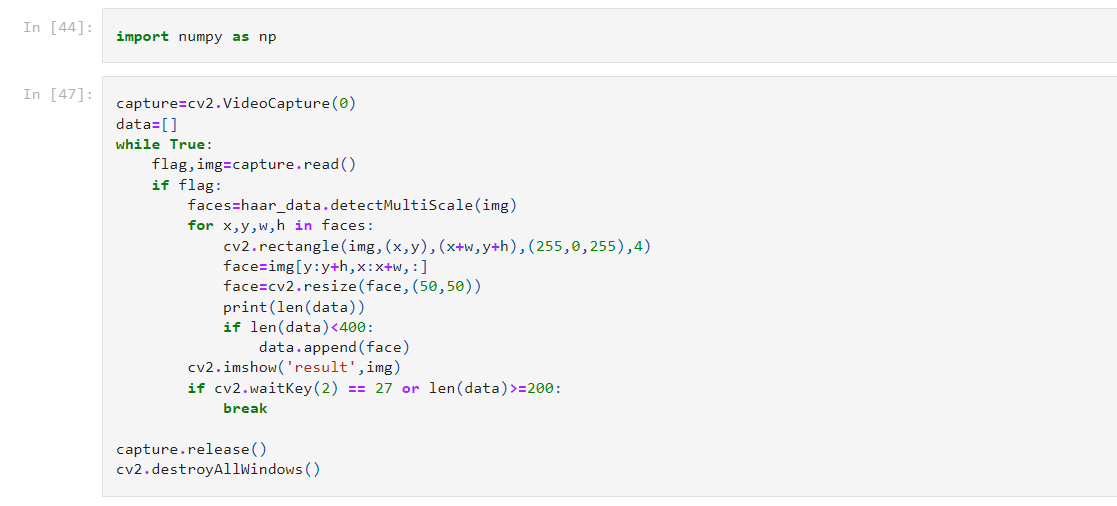 In [44]:
import numpy as np
In [47]:
capture=cv2.VideoCapture(0)
data=[]
while True:
    flag,img=capture.read()
    if flag:
        faces=haar_data.detectMultiScale(img)
        for x,y,w,h in faces:
            cv2.rectangle(img,(x,y),(x+w,y+h),(255,0,255),4)
            face=img[y:y+h,x:x+w,:]
            face=cv2.resize(face,(50,50))
            print(len(data))
            if len(data)<400:
                data.append(face)
        cv2.imshow('result',img)
        if cv2.waitKey(2) == 27 or len(data)>=200:
            break
capture.release()
cv2.destroyAllWindows()